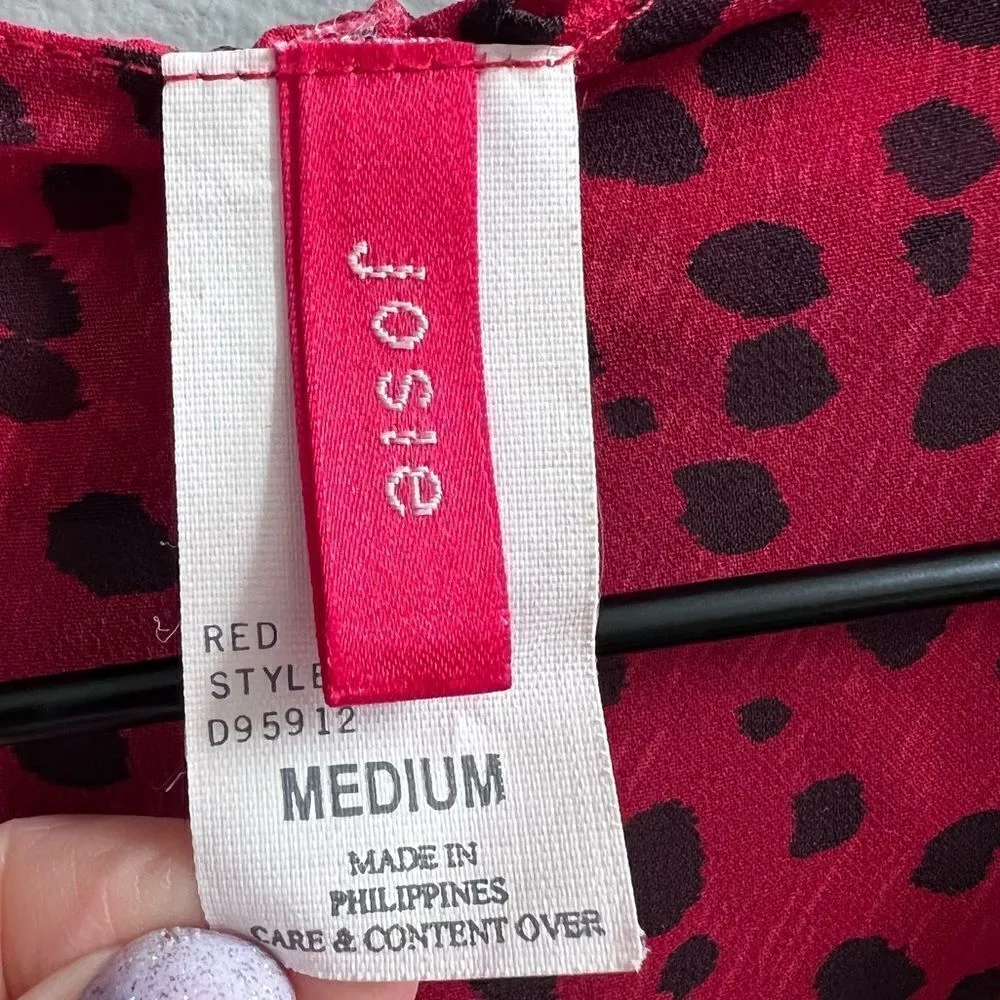 Josie
RED
STYLE
D95912
MEDIUM
MADE IN
PHILIPPINES
CARE & CONTENT OVER